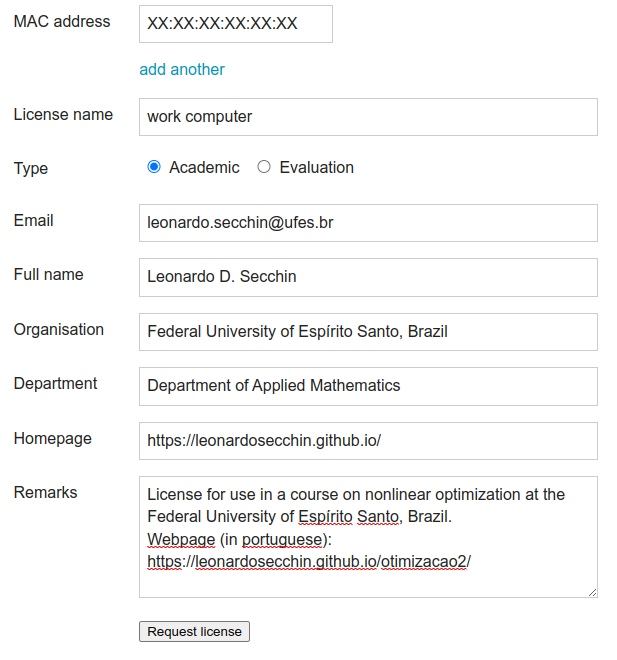 MAC address XX:XX:XX:XX:XX:XX
add another
License name work computer
Type Academic Evaluation
Email leonardo.secchin@ufes.br
Full name Leonardo D. Secchin
Organisation Federal University of Espírito Santo, Brazil
Department Department of Applied Mathematics
Homepage https://leonardosecchin.github.io/
Remarks License for use in a course on nonlinear optimization at the
Federal University of Espírito Santo, Brazil.
Webpage (in portuguese):
https://leonardosecchin.github.io/otimizacao2/
Request license